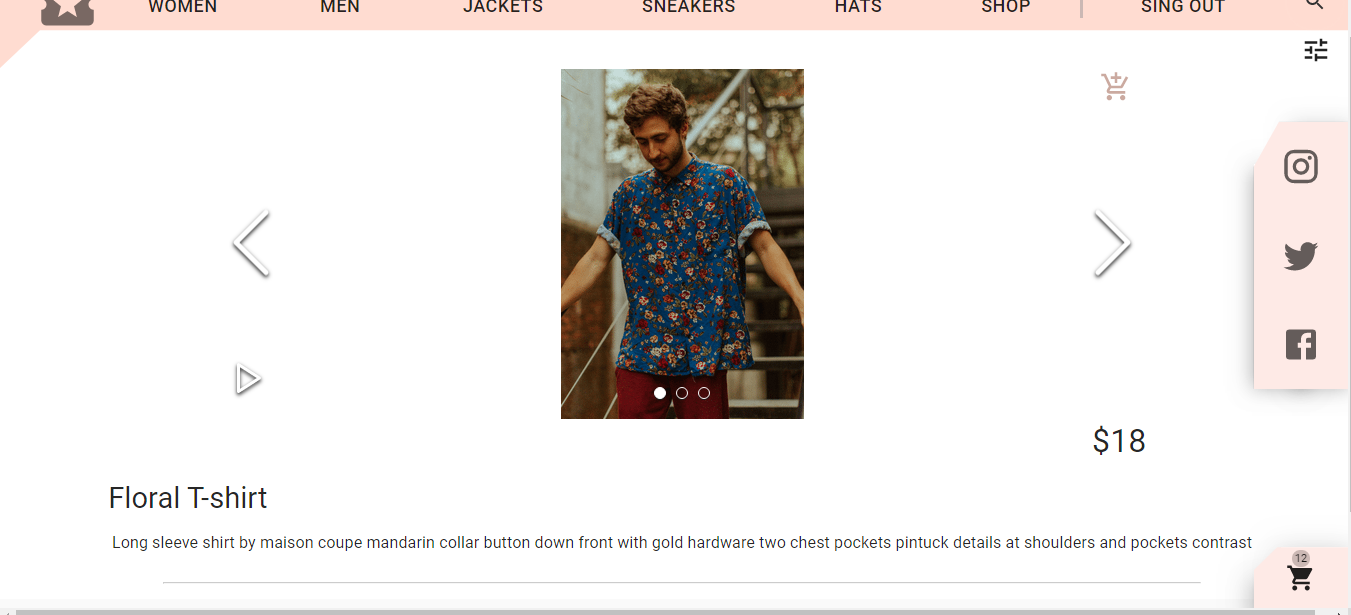 WOMEN MEN JACKETS SNEAKERS HATS SHOP SING OUT
$18
Floral T-shirt
Long sleeve shirt by maison coupe mandarin collar button down front with gold hardware two chest pockets pintuck details at shoulders and pockets contrast
12